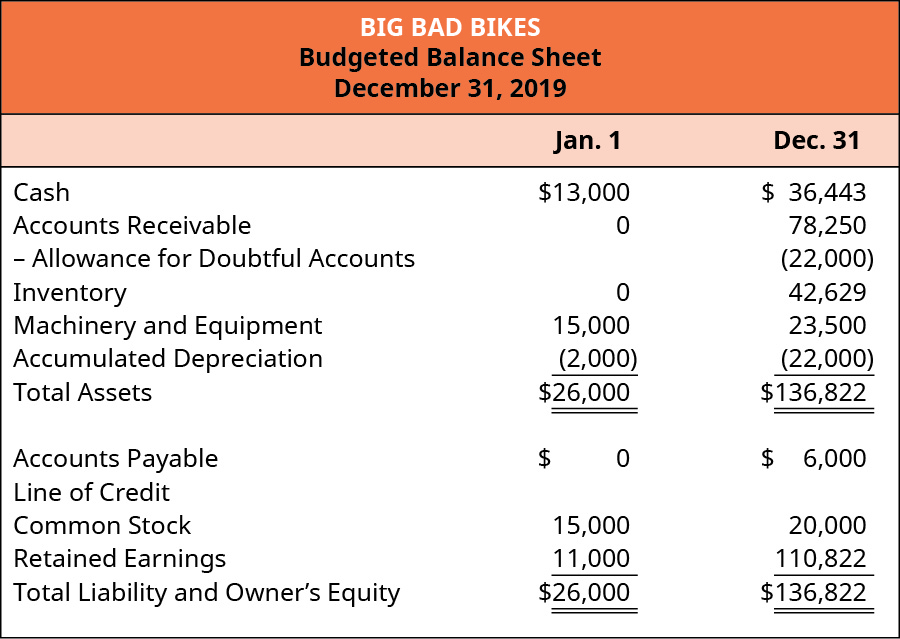 BIG BAD BIKES
Budgeted Balance Sheet
December 31, 2019
Jan. 1 Dec. 31
Cash $13,000 $ 36,443
Accounts Receivable 0 78,250
– Allowance for Doubtful Accounts (22,000)
Inventory 0 42,629
Machinery and Equipment 15,000 23,500
Accumulated Depreciation (2,000) (22,000)
Total Assets $26,000 $136,822
Accounts Payable $ 0 $ 6,000
Line of Credit
Common Stock 15,000 20,000
Retained Earnings 11,000 110,822
Total Liability and Owner’s Equity $26,000 $136,822